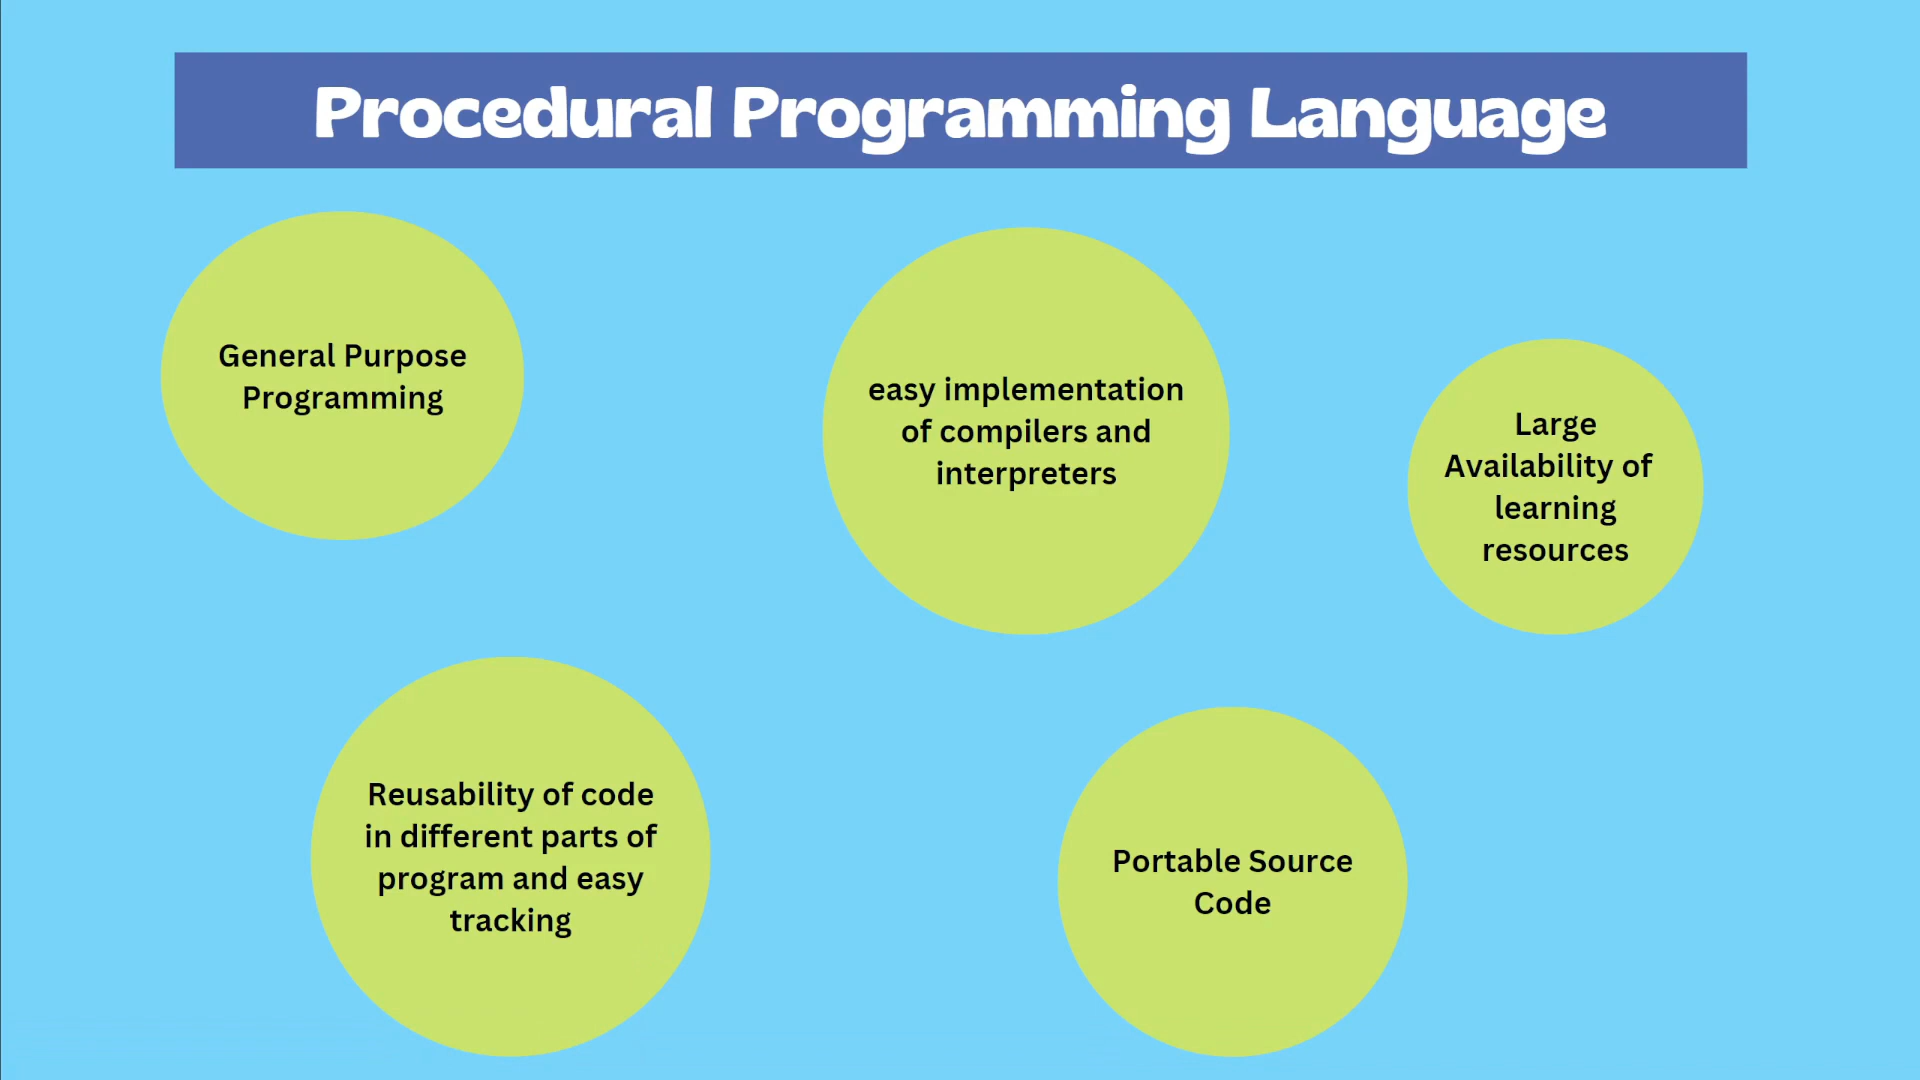 Procedural Programming Language
General Purpose
Programming
easy implementation
of compilers and
interpreters
Large
Availability of
learning
resources
Reusability of code
in different parts of
program and easy
tracking
Portable Source
Code